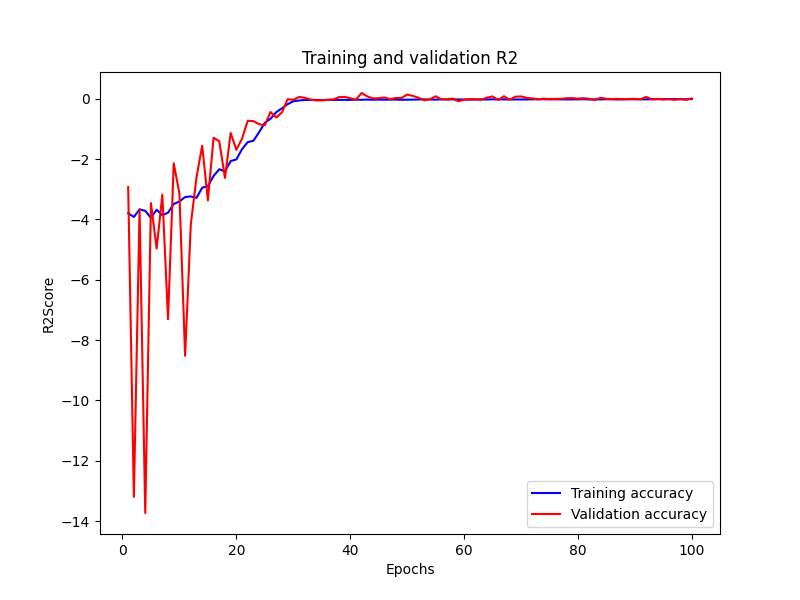 Training and validation R2
R2Score
0
−2
−4
−6
−8
−10
−12
−14
Training accuracy
Validation accuracy
0 20 40 60 80 100
Epochs